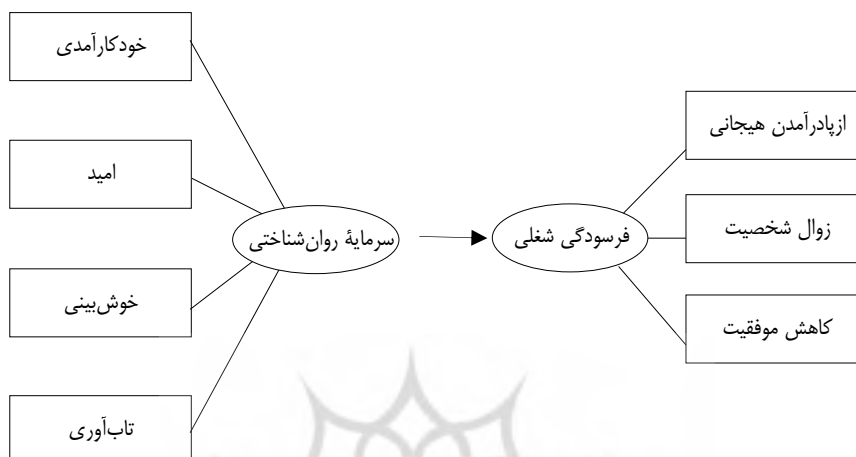 خودکارآمدی
امید
خوش‌بینی
تاب‌آوری
سرمایهٔ روان‌شناختی
فرسودگی شغلی
ازپادرآمدن هیجانی
زوال شخصیت
کاهش موفقیت